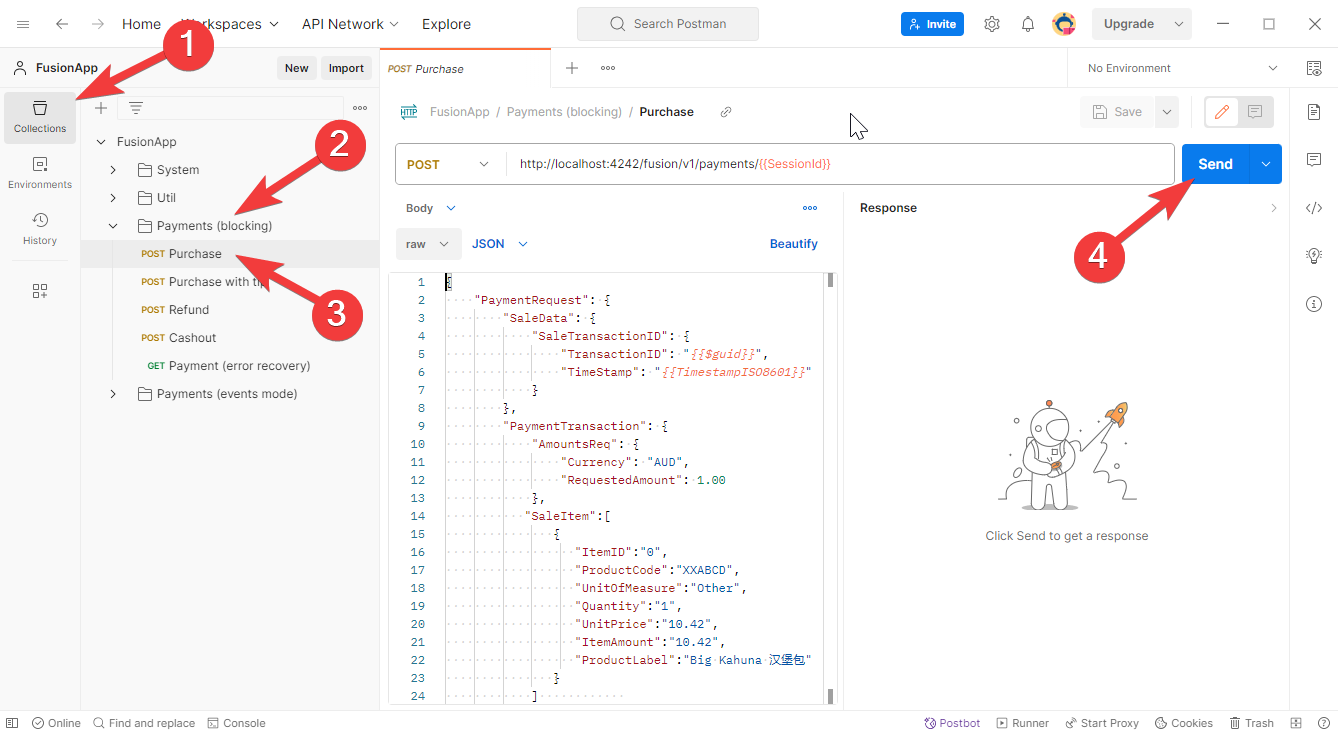 Home Workspaces API Network Explore Search Postman Invite Upgrade
1
FusionApp New Import POST Purchase No Environment
Collections
Environments
History
FusionApp
System
Util
Payments (blocking)
POST Purchase
POST Purchase with tip
POST Refund
POST Cashout
GET Payment (error recovery)
Payments (events mode)
2
3
HTTP FusionApp / Payments (blocking) / Purchase Save
POST http://localhost:4242/fusion/v1/payments/{{SessionId}} Send
4
Body
raw JSON Beautify
1 {
2 "PaymentRequest": {
3 "SaleData": {
4 "SaleTransactionID": {
5 "TransactionID": "{{$guid}}",
6 "TimeStamp": "{{TimestampISO8601}}"
7 }
8 },
9 "PaymentTransaction": {
10 "AmountsReq": {
11 "Currency": "AUD",
12 "RequestedAmount": 1.00
13 },
14 "SaleItem":[
15 {
16 "ItemID":"0",
17 "ProductCode":"XXABCD",
18 "UnitOfMeasure":"Other",
19 "Quantity":"1",
20 "UnitPrice":"10.42",
21 "ItemAmount":"10.42",
22 "ProductLabel":"Big Kahuna 汉堡包"
23 }
24 ]
Response
Click Send to get a response
Online Find and replace Console Postbot Runner Start Proxy Cookies Trash